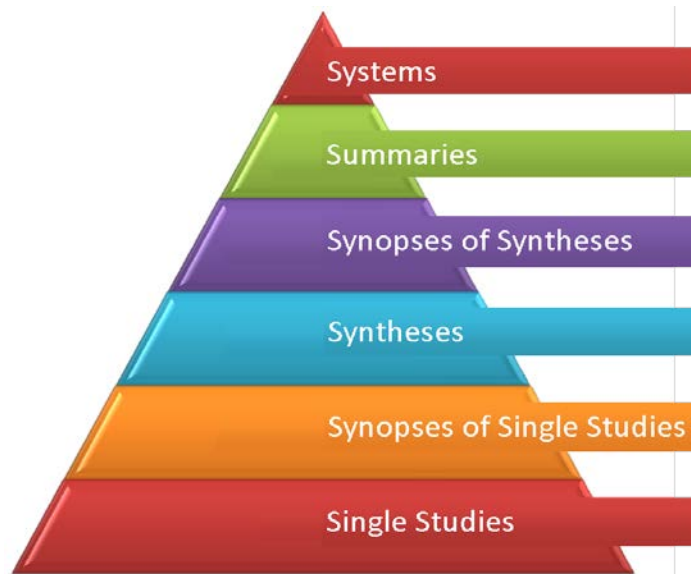 Systems
Summaries
Synopses of Syntheses
Syntheses
Synopses of Single Studies
Single Studies